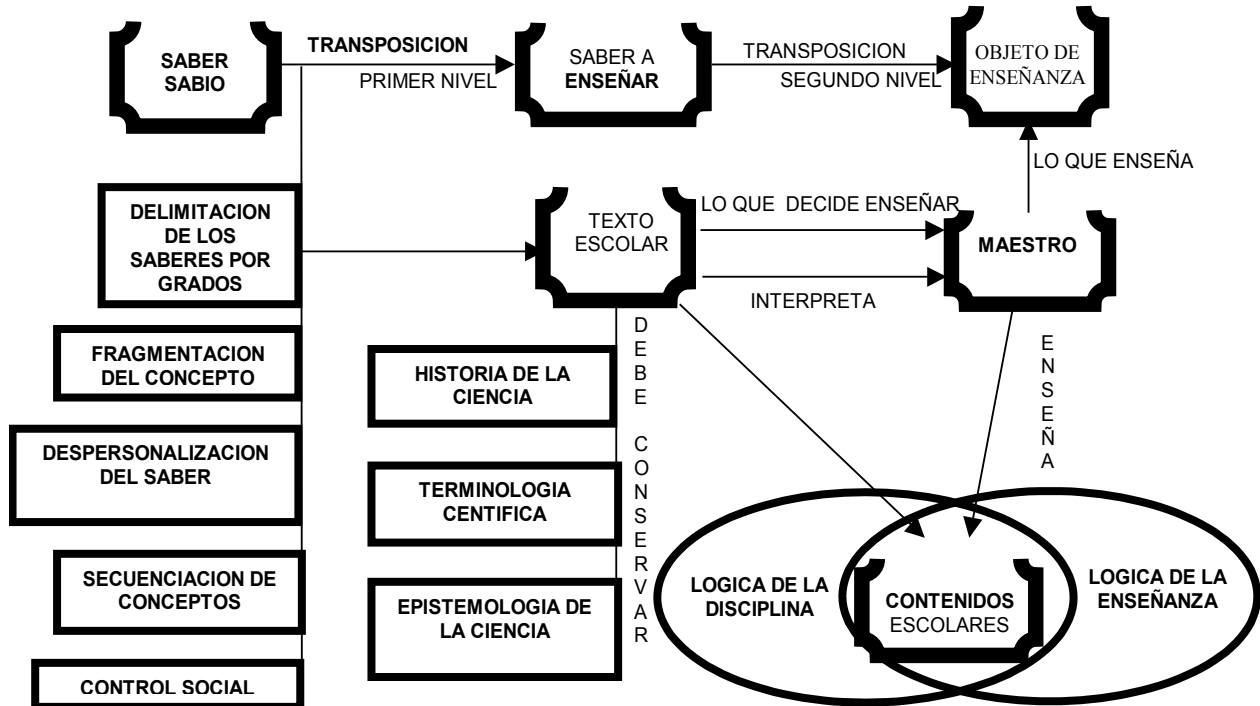 SABER
SABIO
TRANSPOSICION
PRIMER NIVEL
SABER A
ENSEÑAR
TRANSPOSICION
SEGUNDO NIVEL
OBJETO DE
ENSEÑANZA
LO QUE ENSEÑA
DELIMITACION
DE LOS
SABERES POR
GRADOS
TEXTO
ESCOLAR
LO QUE DECIDE ENSEÑAR
INTERPRETA
MAESTRO
FRAGMENTACION
DEL CONCEPTO
DESPERSONALIZACION
DEL SABER
SECUENCIACION DE
CONCEPTOS
CONTROL SOCIAL
HISTORIA DE LA
CIENCIA
TERMINOLOGIA
CENTIFICA
EPISTEMOLOGIA DE
LA CIENCIA
DEBE CONSERVAR
ENSEÑA
LOGICA DE LA
DISCIPLINA
CONTENIDOS
ESCOLARES
LOGICA DE LA
ENSEÑANZA